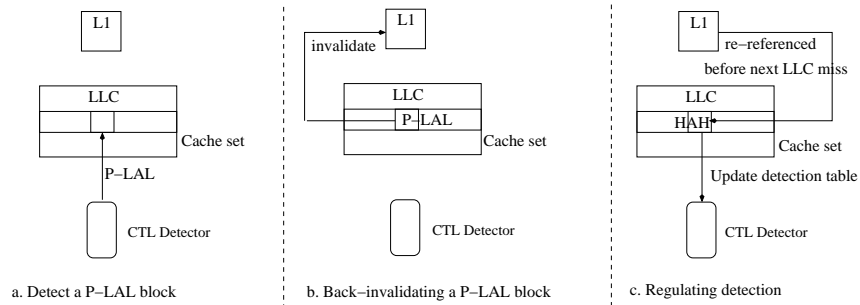 L1
LLC
Cache set
P-LAL
CTL Detector
a. Detect a P-LAL block
L1
invalidate
LLC
P-LAL
Cache set
CTL Detector
b. Back-invalidating a P-LAL block
L1
re-referenced
before next LLC miss
LLC
HAH
Cache set
Update detection table
CTL Detector
c. Regulating detection